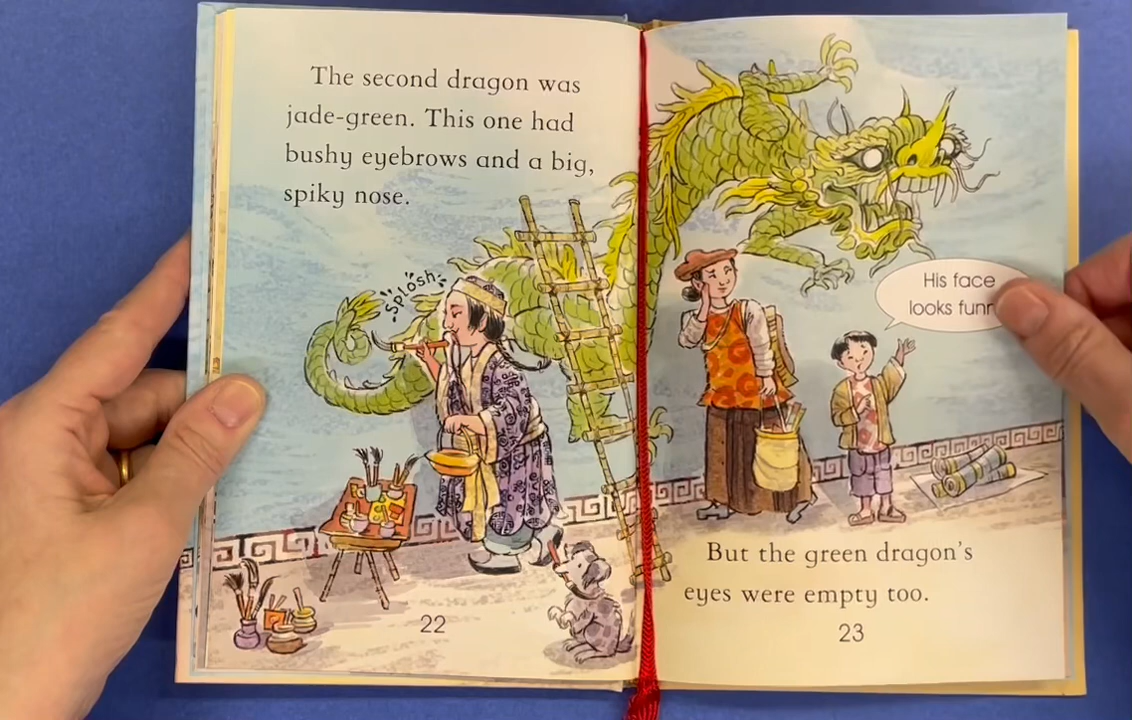 The second dragon was
jade-green. This one had
bushy eyebrows and a big,
spiky nose.
splosh
22
His face
looks
But the green dragon's
eyes were empty too.
23